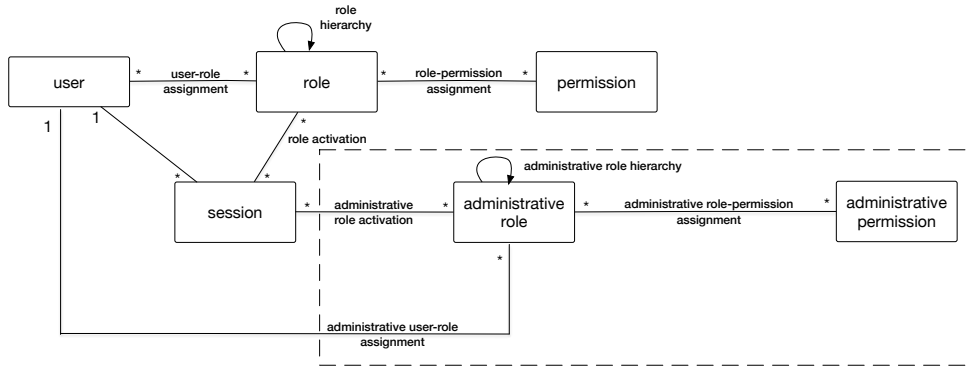 role
hierarchy
user
*
user-role
assignment
*
role
*
role-permission
assignment
*
permission
1
1
*
role activation
*
*
session
*
administrative
role activation
*
administrative role hierarchy
administrative
role
*
administrative role-permission
assignment
*
administrative
permission
*
administrative user-role
assignment